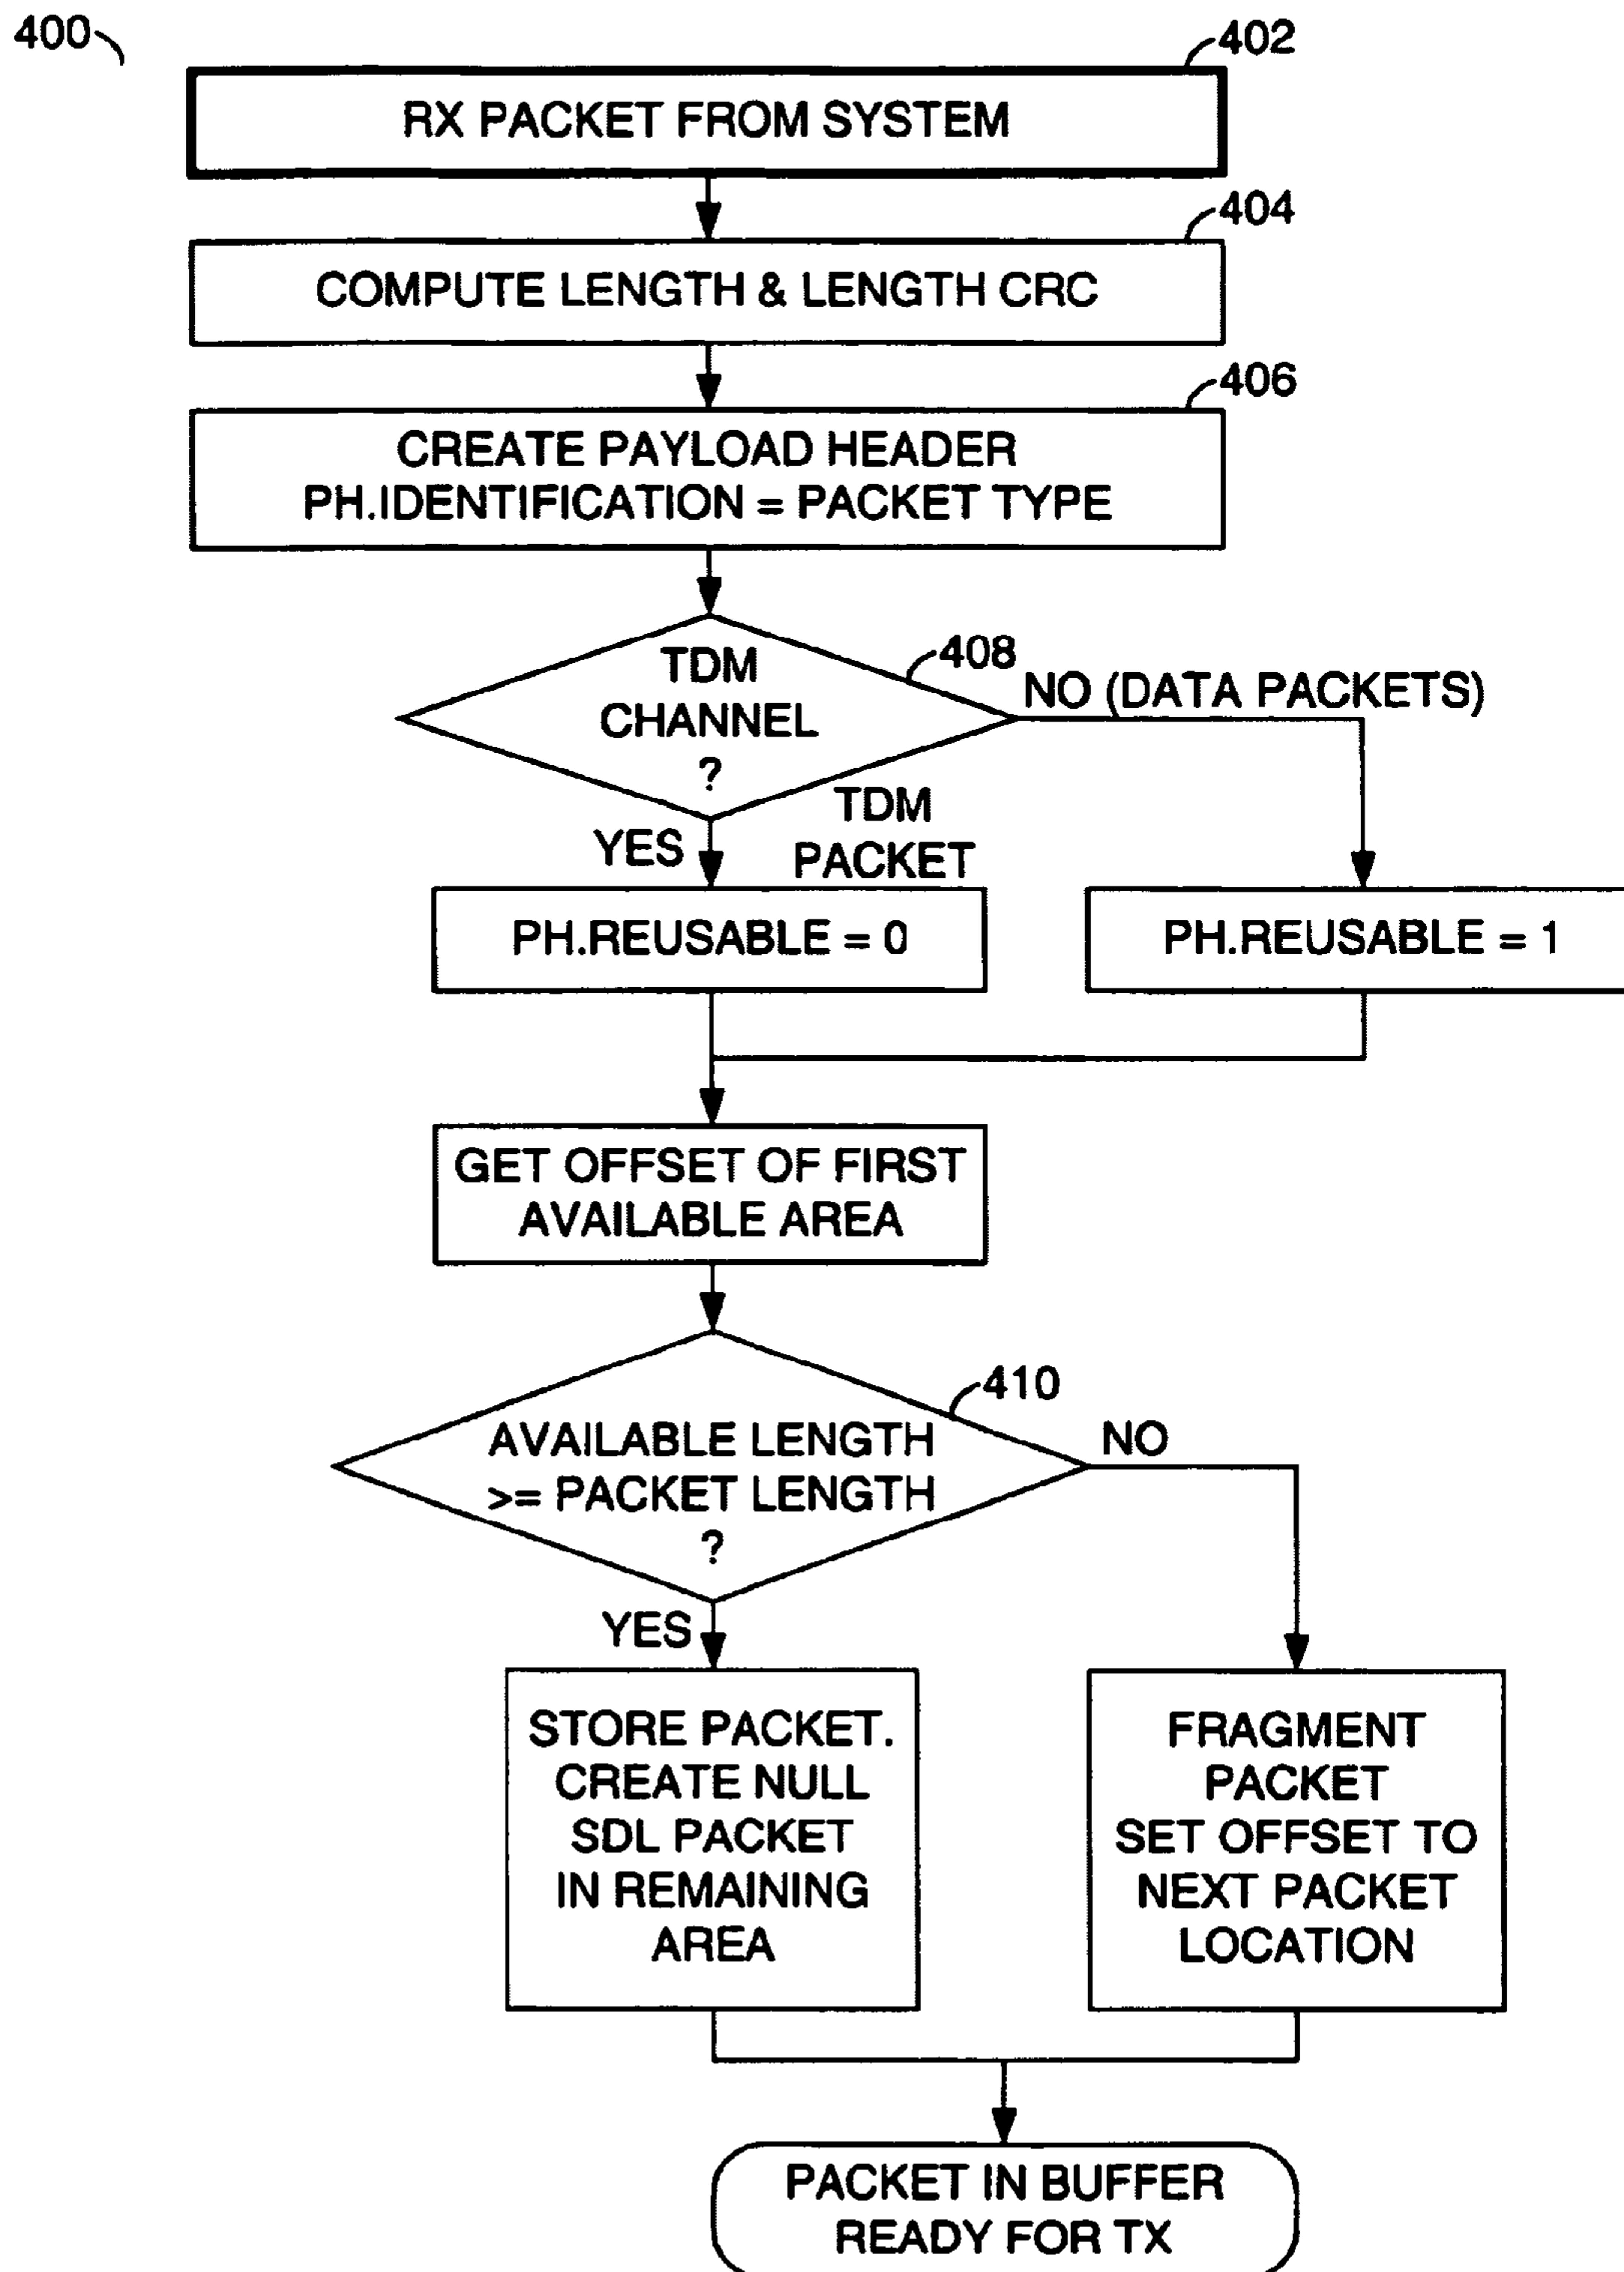 400
402
RX PACKET FROM SYSTEM
404
COMPUTE LENGTH & LENGTH CRC
406
CREATE PAYLOAD HEADER
PH.IDENTIFICATION = PACKET TYPE
408
TDM
CHANNEL
?
NO (DATA PACKETS)
YES
TDM
PACKET
PH.REUSABLE = 0
PH.REUSABLE = 1
GET OFFSET OF FIRST
AVAILABLE AREA
410
AVAILABLE LENGTH
>= PACKET LENGTH
?
NO
YES
STORE PACKET.
CREATE NULL
SDL PACKET
IN REMAINING
AREA
FRAGMENT
PACKET
SET OFFSET TO
NEXT PACKET
LOCATION
PACKET IN BUFFER
READY FOR TX